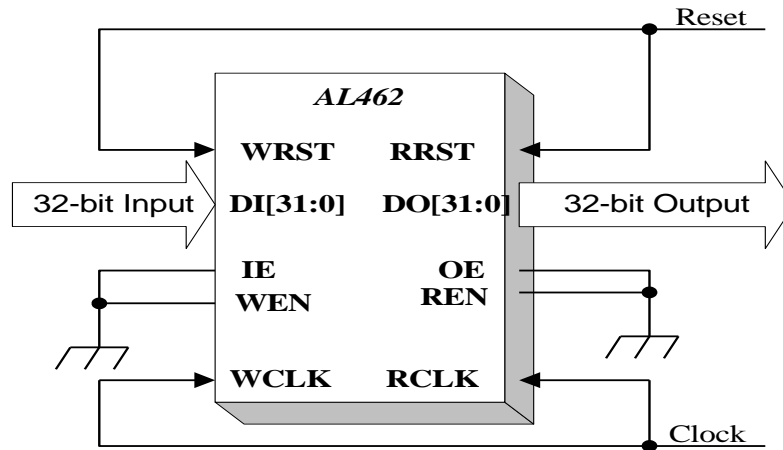 Reset
AL462
WRST RRST
32-bit Input DI[31:0] DO[31:0] 32-bit Output
IE OE
WEN REN
WCLK RCLK
Clock